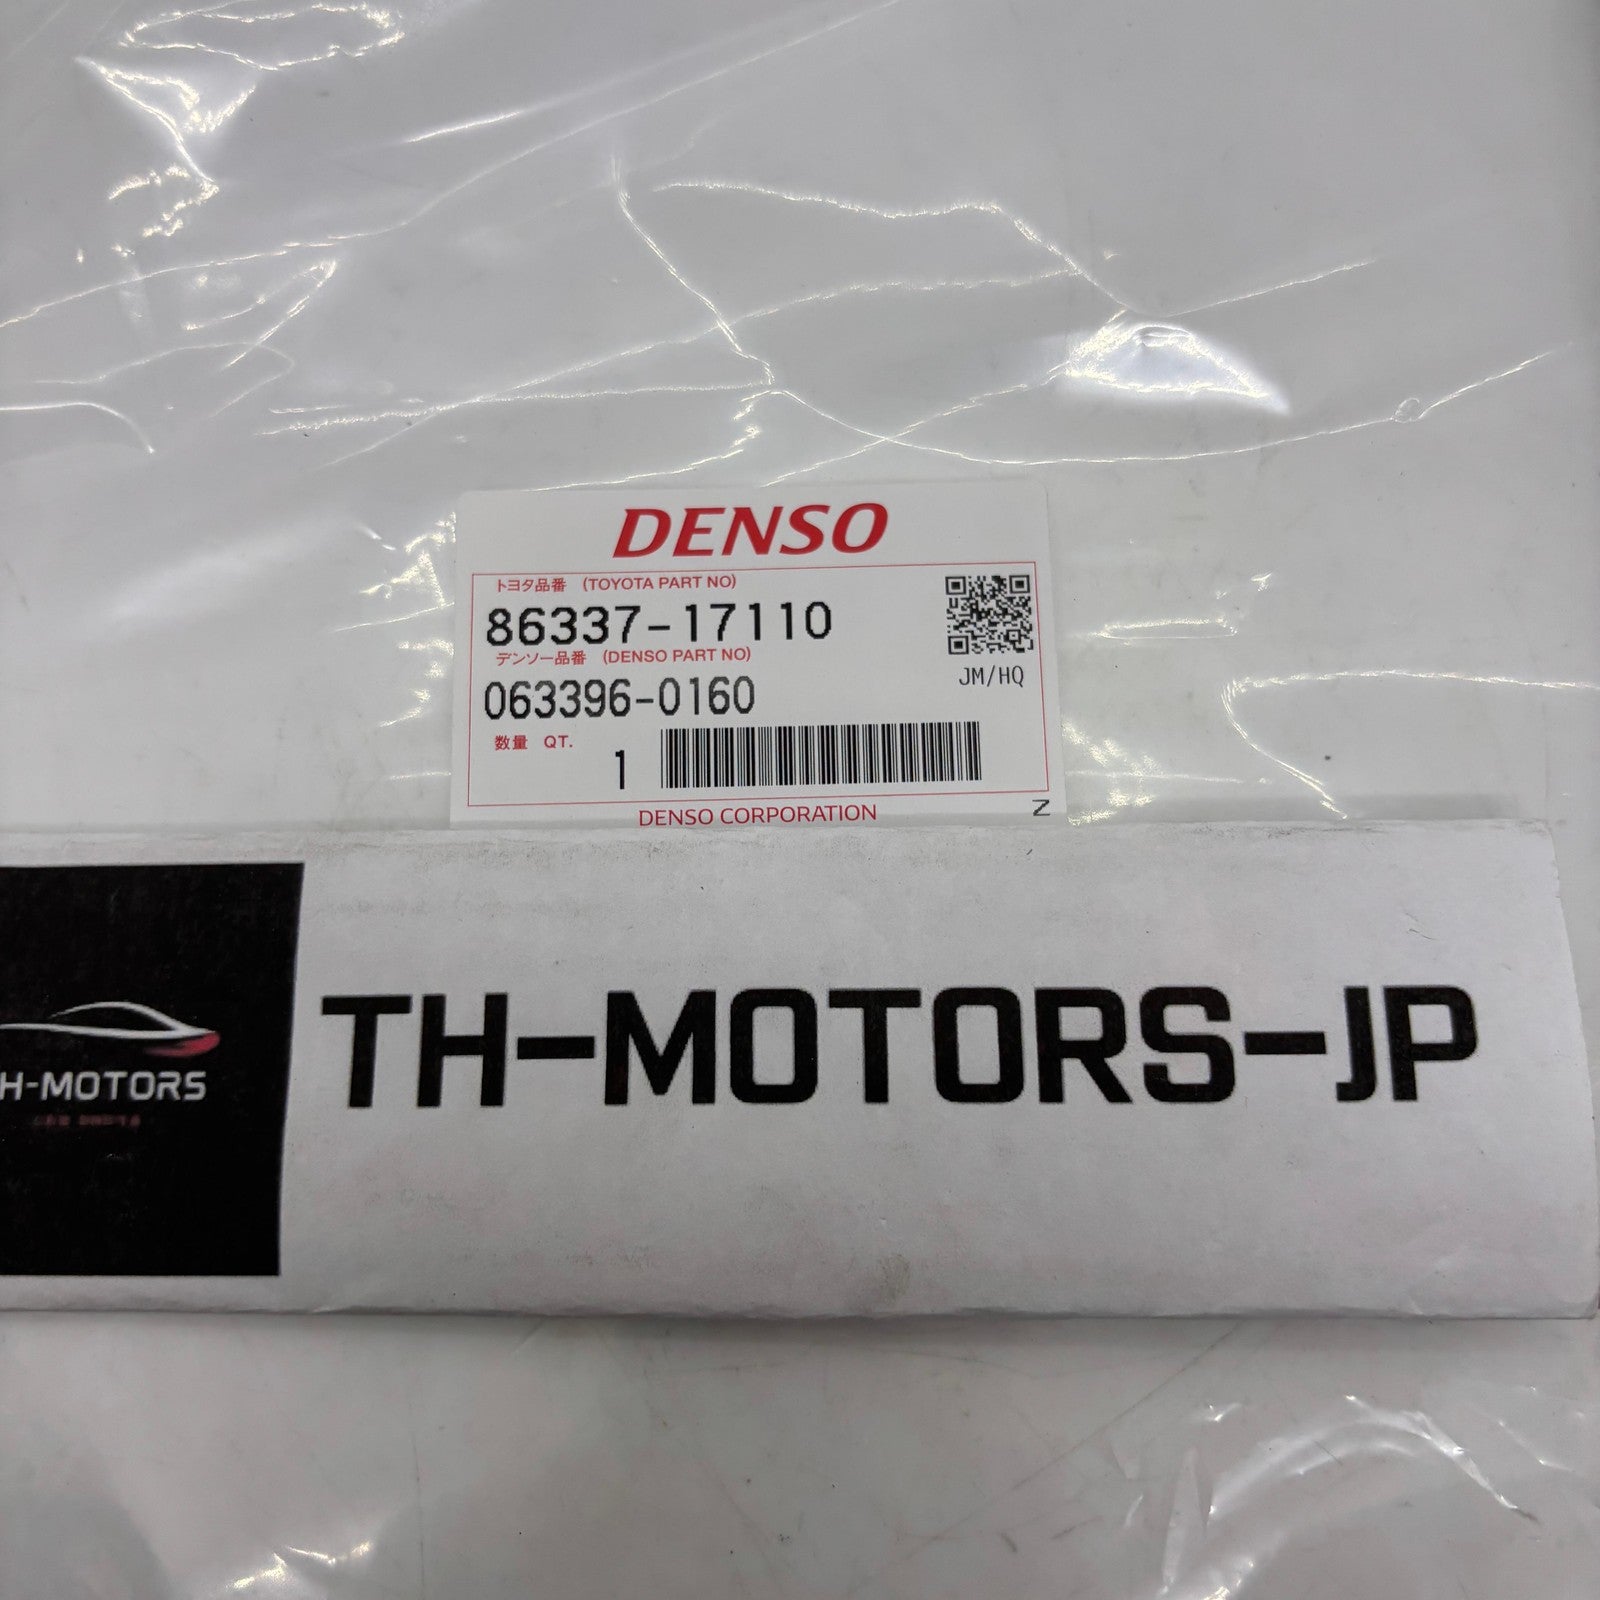 DENSO
トヨタ品番 (TOYOTA PART NO)
86337-17110
デンソー品番 (DENSO PART NO)
063396-0160
JM/HQ
数量 QT.
1
DENSO CORPORATION
Z
TH-MOTORS-JP
H-MOTORS